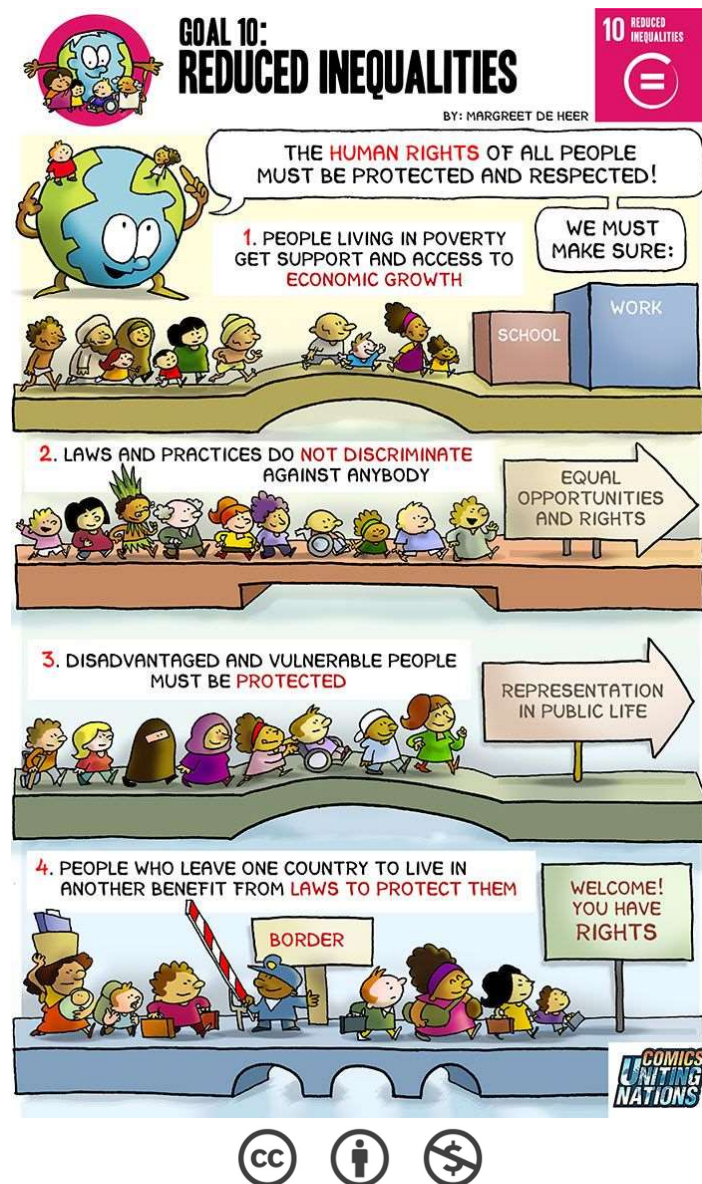 GOAL 10:
REDUCED INEQUALITIES
BY: MARGREET DE HEER
10 REDUCED
INEQUALITIES
THE HUMAN RIGHTS OF ALL PEOPLE
MUST BE PROTECTED AND RESPECTED!
WE MUST
MAKE SURE:
1. PEOPLE LIVING IN POVERTY
GET SUPPORT AND ACCESS TO
ECONOMIC GROWTH
SCHOOL
WORK
2. LAWS AND PRACTICES DO NOT DISCRIMINATE
AGAINST ANYBODY
EQUAL
OPPORTUNITIES
AND RIGHTS
3. DISADVANTAGED AND VULNERABLE PEOPLE
MUST BE PROTECTED
REPRESENTATION
IN PUBLIC LIFE
4. PEOPLE WHO LEAVE ONE COUNTRY TO LIVE IN
ANOTHER BENEFIT FROM LAWS TO PROTECT THEM
BORDER
WELCOME!
YOU HAVE
RIGHTS
COMICS
UNITING
NATIONS
cc